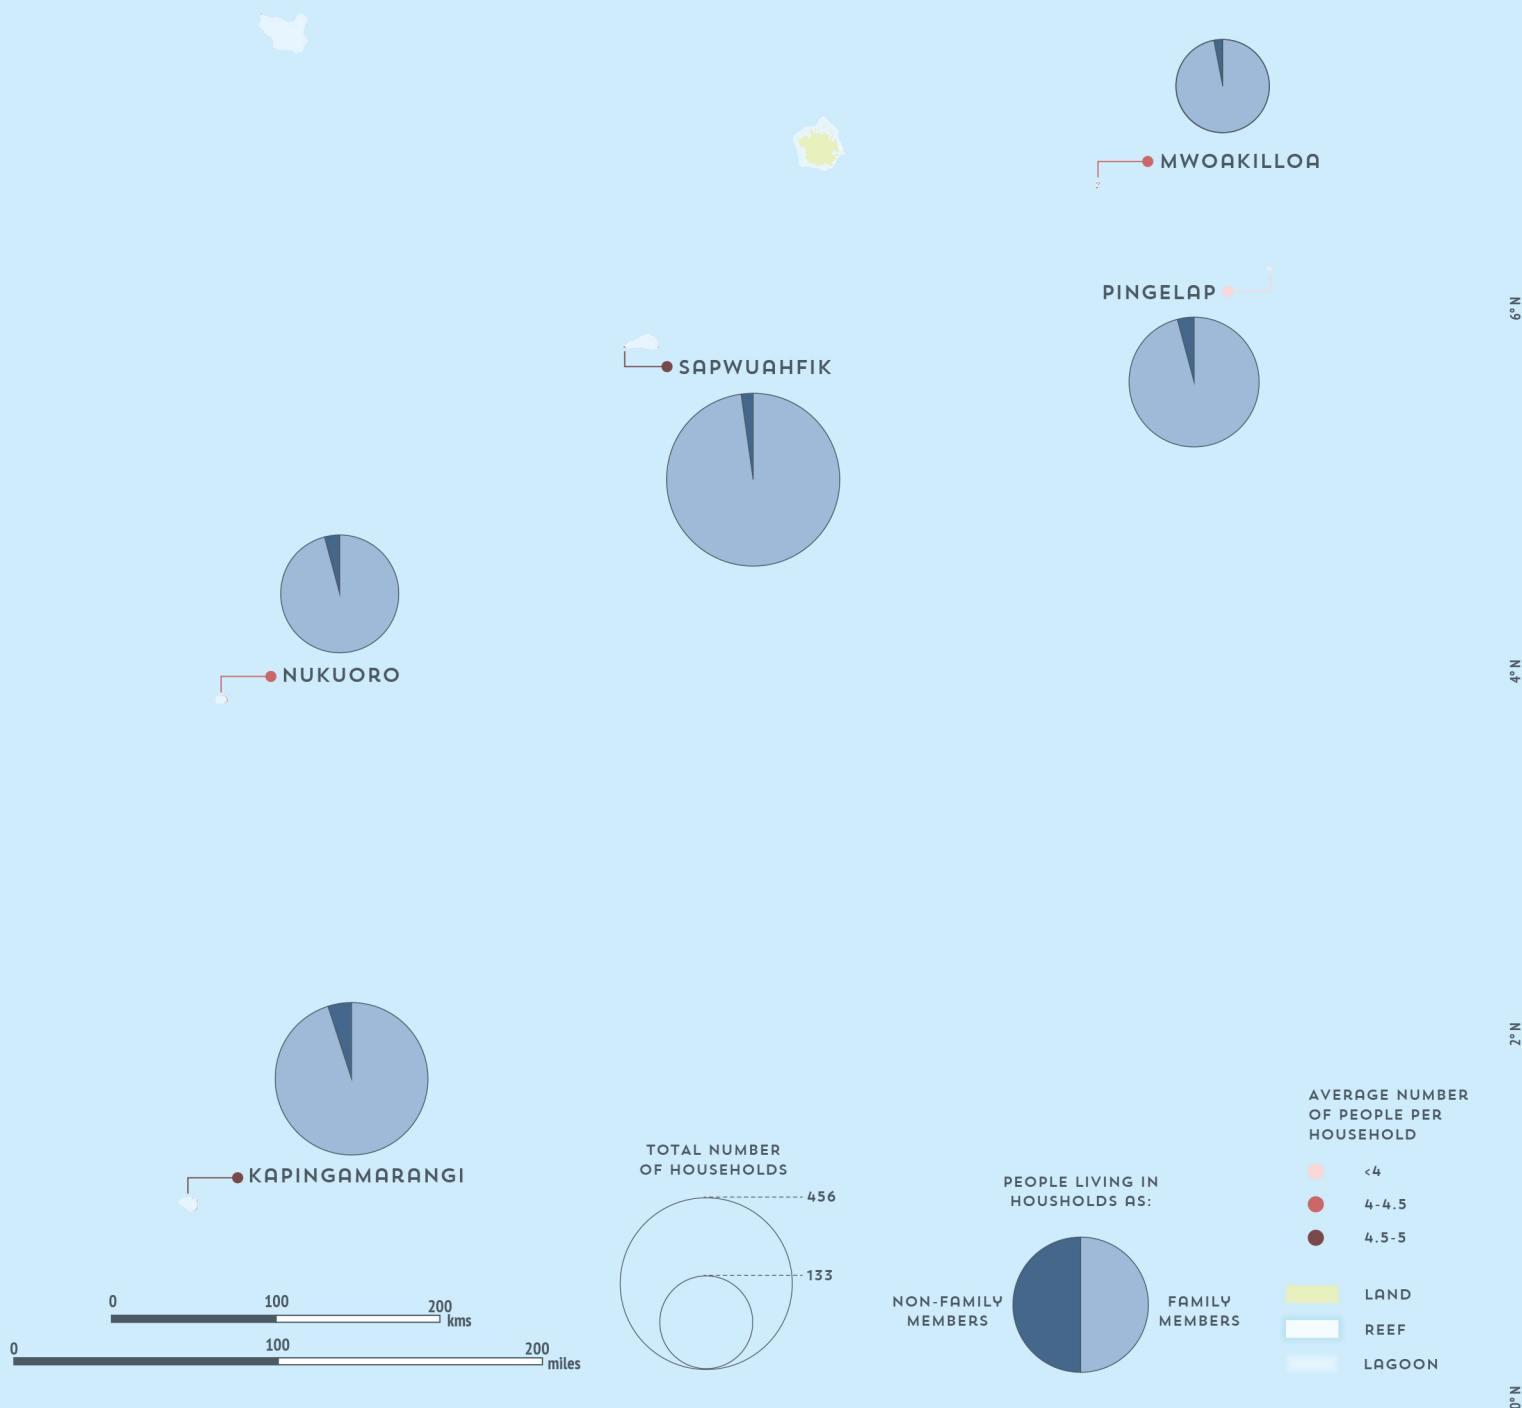 MWOAKILLOA
PINGELAP
6°N
SAPWUAHFIK
NUKUORO
4°N
2°N
KAPINGAMARANGI
TOTAL NUMBER
OF HOUSEHOLDS
456
133
PEOPLE LIVING IN
HOUSHOLDS AS:
NON-FAMILY
MEMBERS
FAMILY
MEMBERS
AVERAGE NUMBER
OF PEOPLE PER
HOUSEHOLD
<4
4-4.5
4.5-5
LAND
REEF
LAGOON
0 100 200 kms
0 100 200 miles
0°N